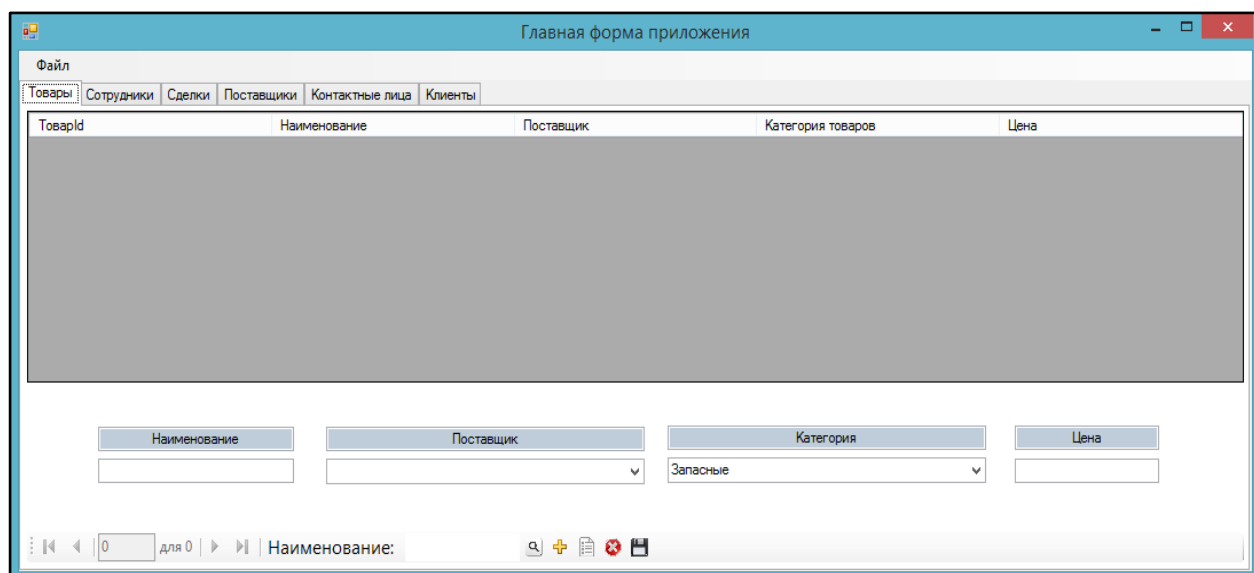 Главная форма приложения
Файл
Товары Сотрудники Сделки Поставщики Контактные лица Клиенты
ТоварId Наименование Поставщик Категория товаров Цена
Наименование Поставщик Категория Цена
Запасные
0 для 0 Наименование: